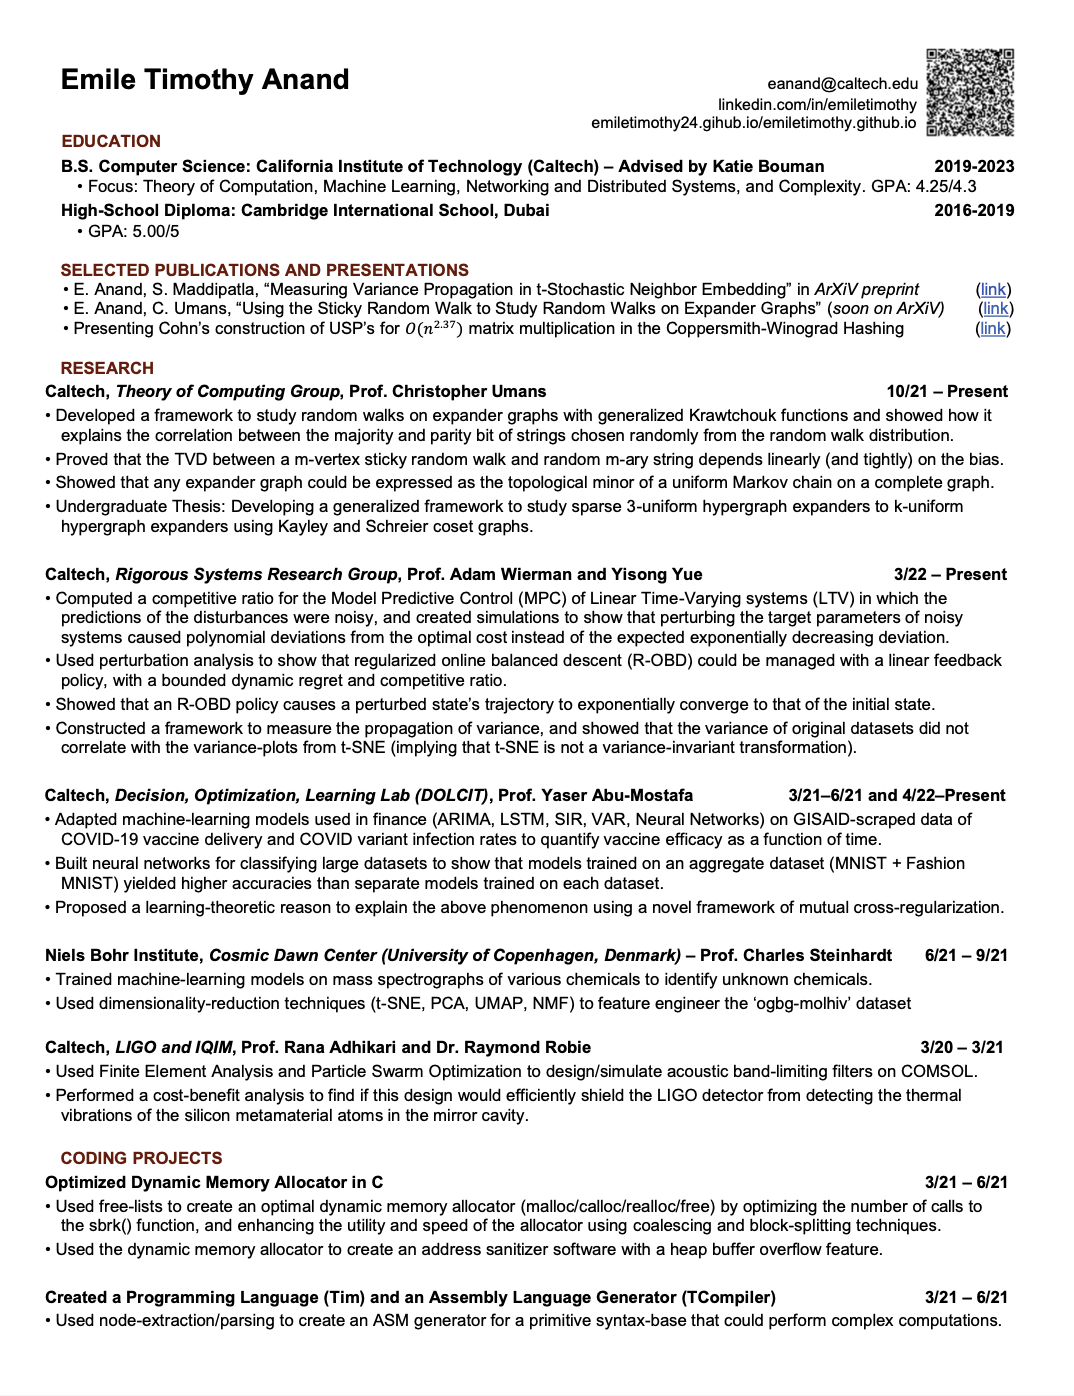 Emile Timothy Anand
eanand@caltech.edu
linkedin.com/in/emiletimothy
emiletimothy24.gihub.io/emiletimothy.github.io
EDUCATION
B.S. Computer Science: California Institute of Technology (Caltech) – Advised by Katie Bouman 2019-2023
• Focus: Theory of Computation, Machine Learning, Networking and Distributed Systems, and Complexity. GPA: 4.25/4.3
High-School Diploma: Cambridge International School, Dubai 2016-2019
• GPA: 5.00/5
SELECTED PUBLICATIONS AND PRESENTATIONS
• E. Anand, S. Maddipatla, “Measuring Variance Propagation in t-Stochastic Neighbor Embedding” in ArXiV preprint (link)
• E. Anand, C. Umans, “Using the Sticky Random Walk to Study Random Walks on Expander Graphs” (soon on ArXiV) (link)
• Presenting Cohn’s construction of USP’s for O(n^2.37) matrix multiplication in the Coppersmith-Winograd Hashing (link)
RESEARCH
Caltech, Theory of Computing Group, Prof. Christopher Umans 10/21 – Present
• Developed a framework to study random walks on expander graphs with generalized Krawtchouk functions and showed how it
explains the correlation between the majority and parity bit of strings chosen randomly from the random walk distribution.
• Proved that the TVD between a m-vertex sticky random walk and random m-ary string depends linearly (and tightly) on the bias.
• Showed that any expander graph could be expressed as the topological minor of a uniform Markov chain on a complete graph.
• Undergraduate Thesis: Developing a generalized framework to study sparse 3-uniform hypergraph expanders to k-uniform
hypergraph expanders using Kayley and Schreier coset graphs.
Caltech, Rigorous Systems Research Group, Prof. Adam Wierman and Yisong Yue 3/22 – Present
• Computed a competitive ratio for the Model Predictive Control (MPC) of Linear Time-Varying systems (LTV) in which the
predictions of the disturbances were noisy, and created simulations to show that perturbing the target parameters of noisy
systems caused polynomial deviations from the optimal cost instead of the expected exponentially decreasing deviation.
• Used perturbation analysis to show that regularized online balanced descent (R-OBD) could be managed with a linear feedback
policy, with a bounded dynamic regret and competitive ratio.
• Showed that an R-OBD policy causes a perturbed state’s trajectory to exponentially converge to that of the initial state.
• Constructed a framework to measure the propagation of variance, and showed that the variance of original datasets did not
correlate with the variance-plots from t-SNE (implying that t-SNE is not a variance-invariant transformation).
Caltech, Decision, Optimization, Learning Lab (DOLCIT), Prof. Yaser Abu-Mostafa 3/21–6/21 and 4/22–Present
• Adapted machine-learning models used in finance (ARIMA, LSTM, SIR, VAR, Neural Networks) on GISAID-scraped data of
COVID-19 vaccine delivery and COVID variant infection rates to quantify vaccine efficacy as a function of time.
• Built neural networks for classifying large datasets to show that models trained on an aggregate dataset (MNIST + Fashion
MNIST) yielded higher accuracies than separate models trained on each dataset.
• Proposed a learning-theoretic reason to explain the above phenomenon using a novel framework of mutual cross-regularization.
Niels Bohr Institute, Cosmic Dawn Center (University of Copenhagen, Denmark) – Prof. Charles Steinhardt 6/21 – 9/21
• Trained machine-learning models on mass spectrographs of various chemicals to identify unknown chemicals.
• Used dimensionality-reduction techniques (t-SNE, PCA, UMAP, NMF) to feature engineer the ‘ogbg-molhiv’ dataset
Caltech, LIGO and IQIM, Prof. Rana Adhikari and Dr. Raymond Robie 3/20 – 3/21
• Used Finite Element Analysis and Particle Swarm Optimization to design/simulate acoustic band-limiting filters on COMSOL.
• Performed a cost-benefit analysis to find if this design would efficiently shield the LIGO detector from detecting the thermal
vibrations of the silicon metamaterial atoms in the mirror cavity.
CODING PROJECTS
Optimized Dynamic Memory Allocator in C 3/21 – 6/21
• Used free-lists to create an optimal dynamic memory allocator (malloc/calloc/realloc/free) by optimizing the number of calls to
the sbrk() function, and enhancing the utility and speed of the allocator using coalescing and block-splitting techniques.
• Used the dynamic memory allocator to create an address sanitizer software with a heap buffer overflow feature.
Created a Programming Language (Tim) and an Assembly Language Generator (TCompiler) 3/21 – 6/21
• Used node-extraction/parsing to create an ASM generator for a primitive syntax-base that could perform complex computations.